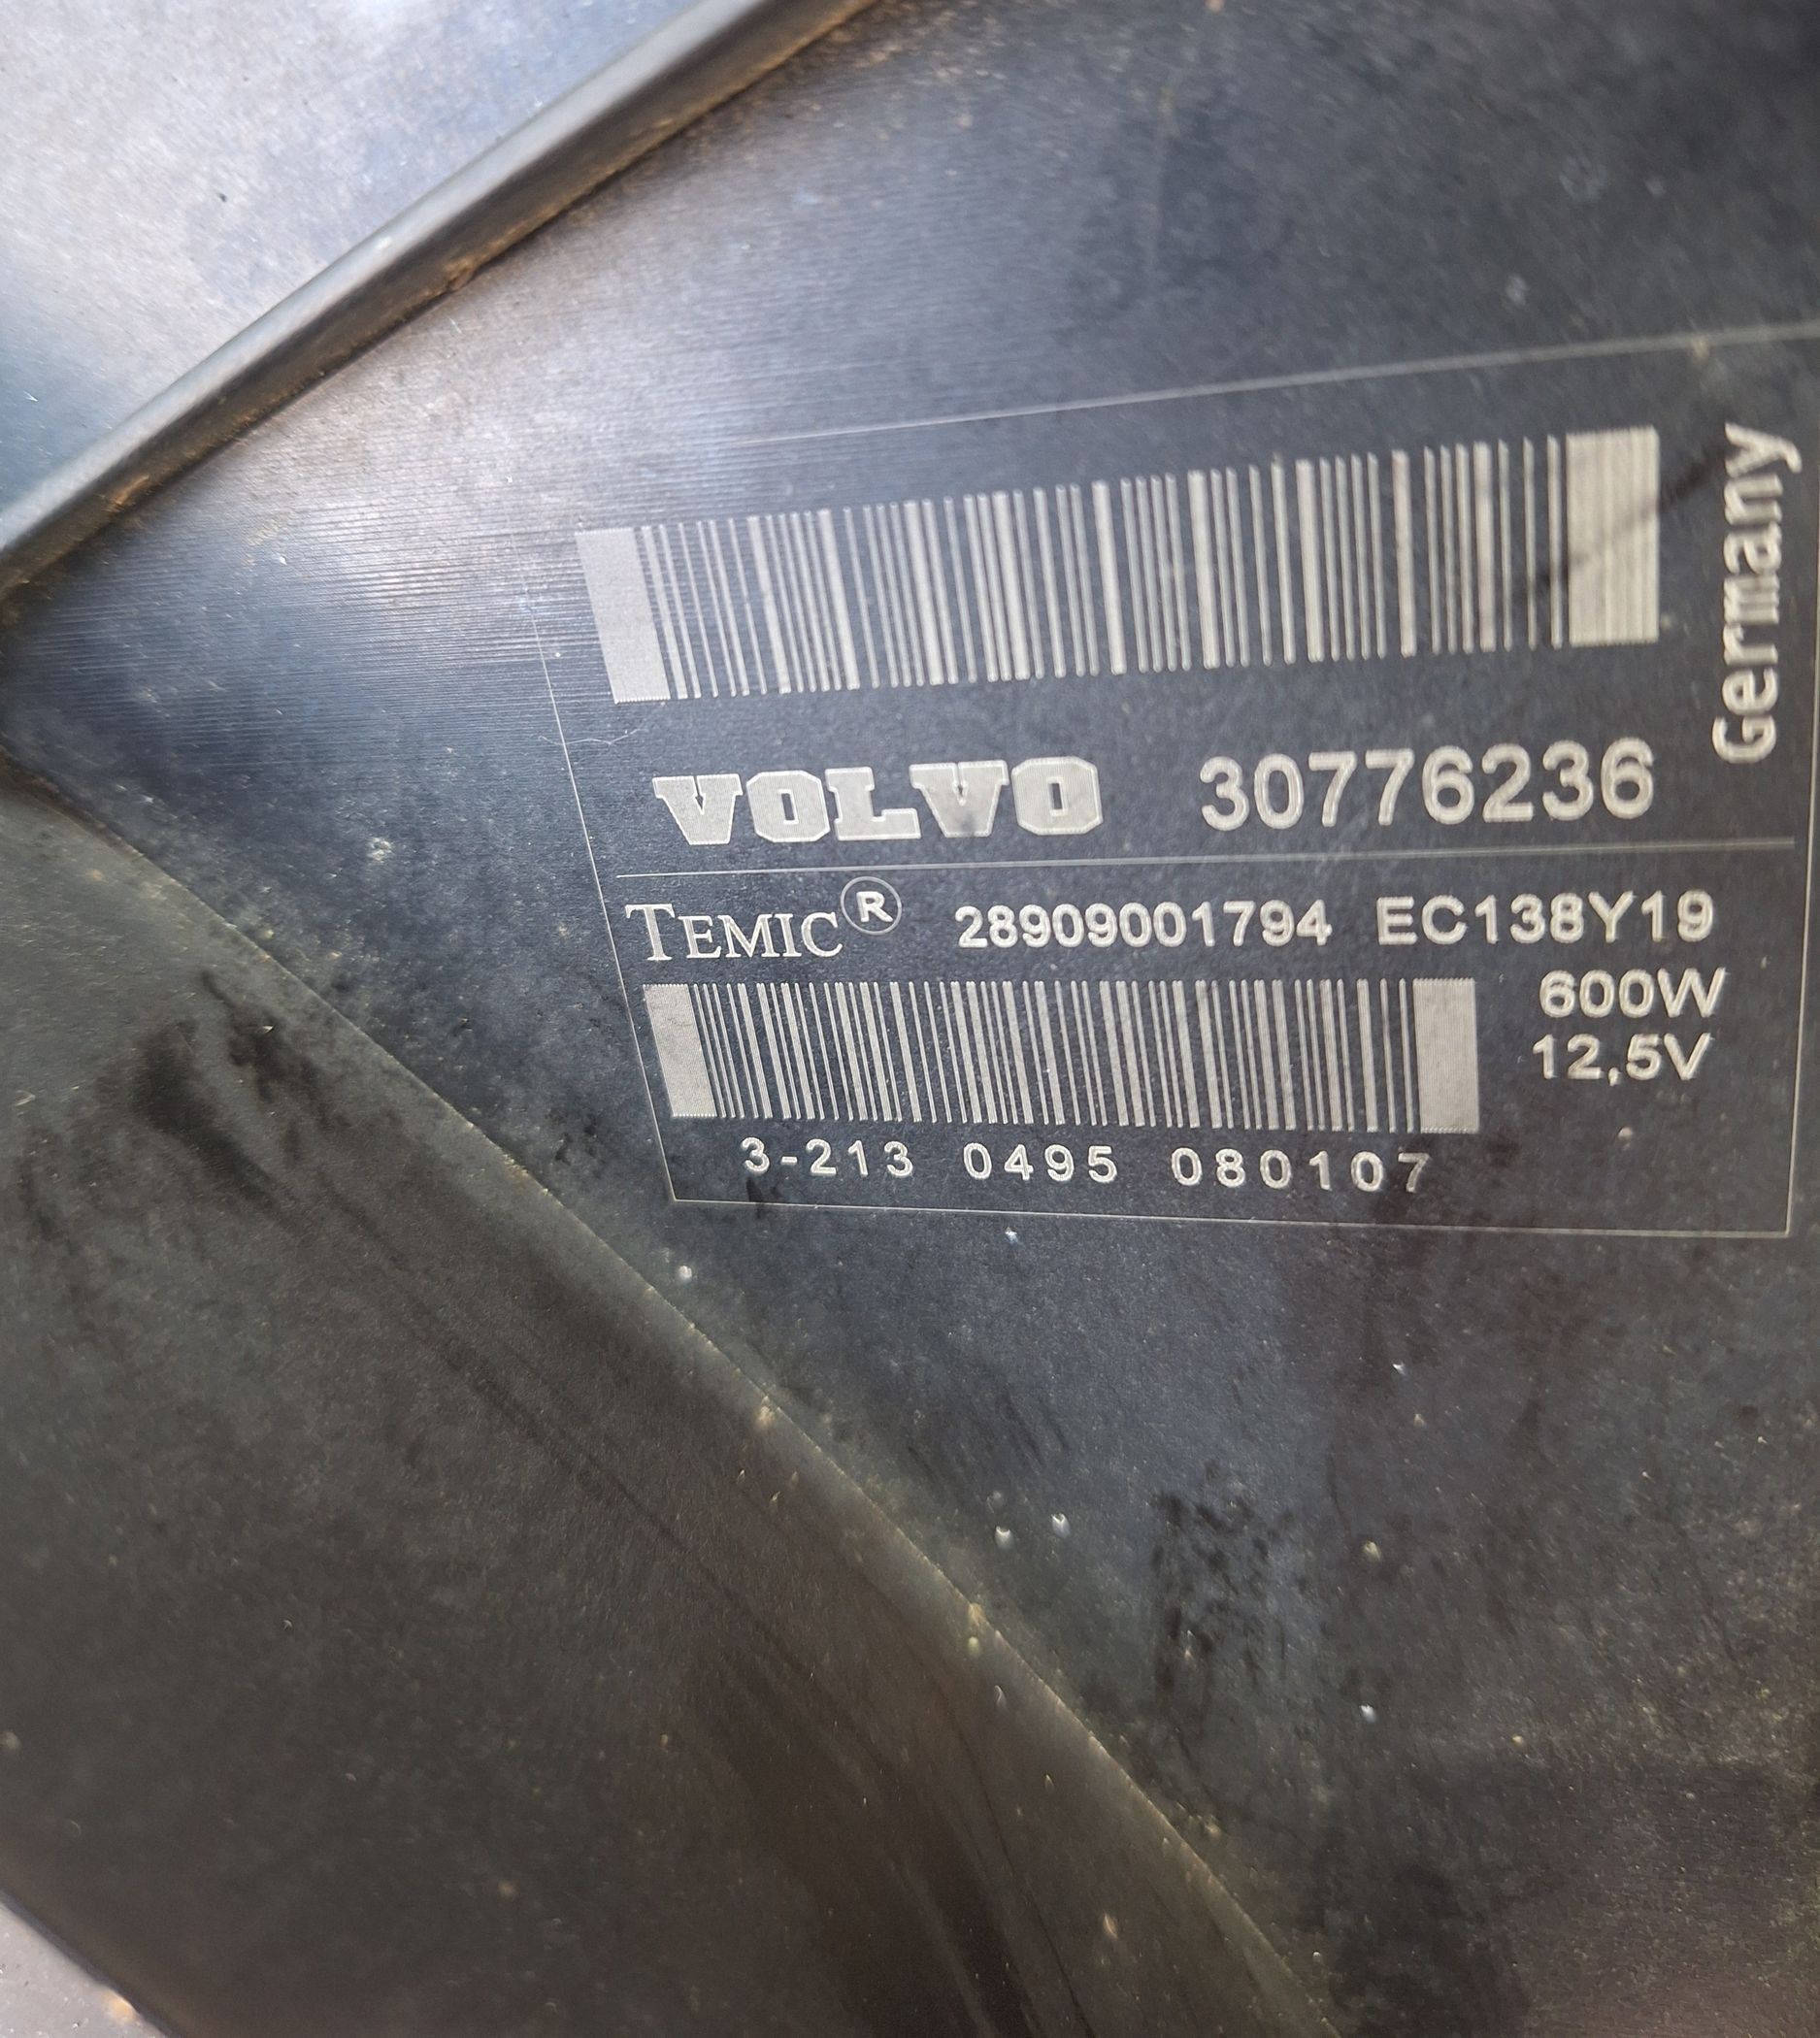 VOLVO 30776236
Germany
TEMIC® 28909001794 EC138Y19
600W
12,5V
3-213 0495 080107